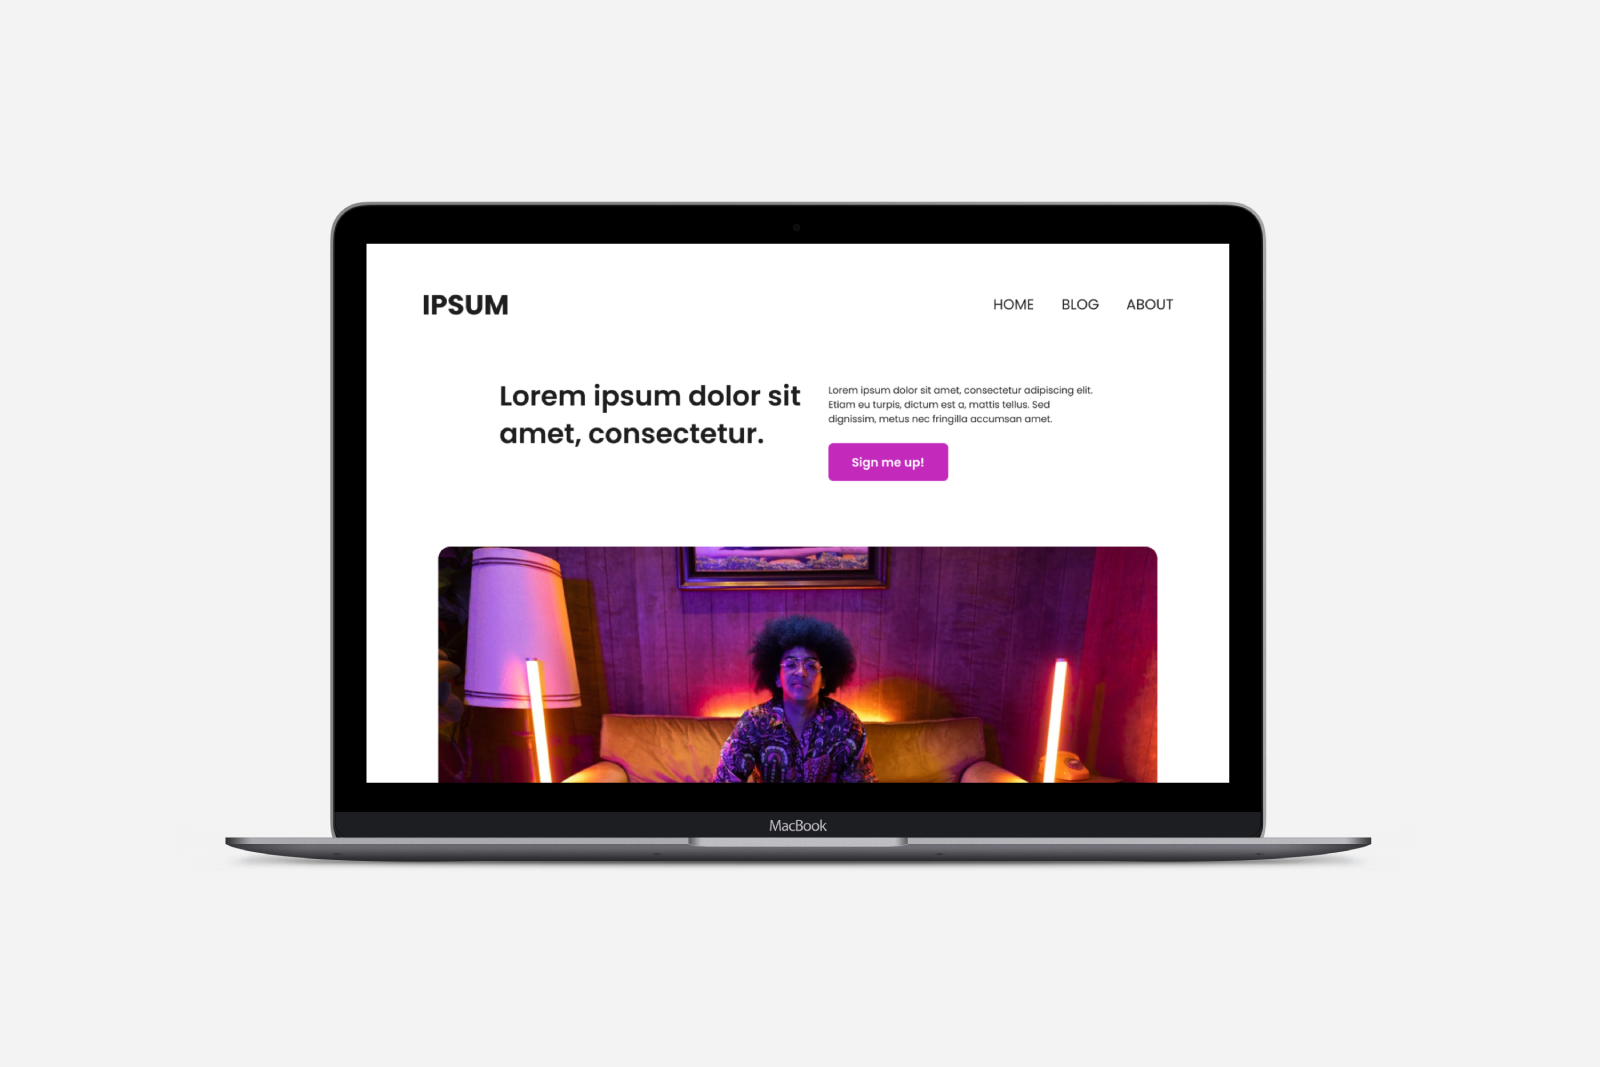 IPSUM
HOME BLOG ABOUT
Lorem ipsum dolor sit
amet, consectetur.
Lorem ipsum dolor sit amet, consectetur adipiscing elit.
Etiam eu turpis, dictum est a, mattis tellus. Sed
dignissim, metus nec fringilla accumsan amet.
Sign me up!
MacBook